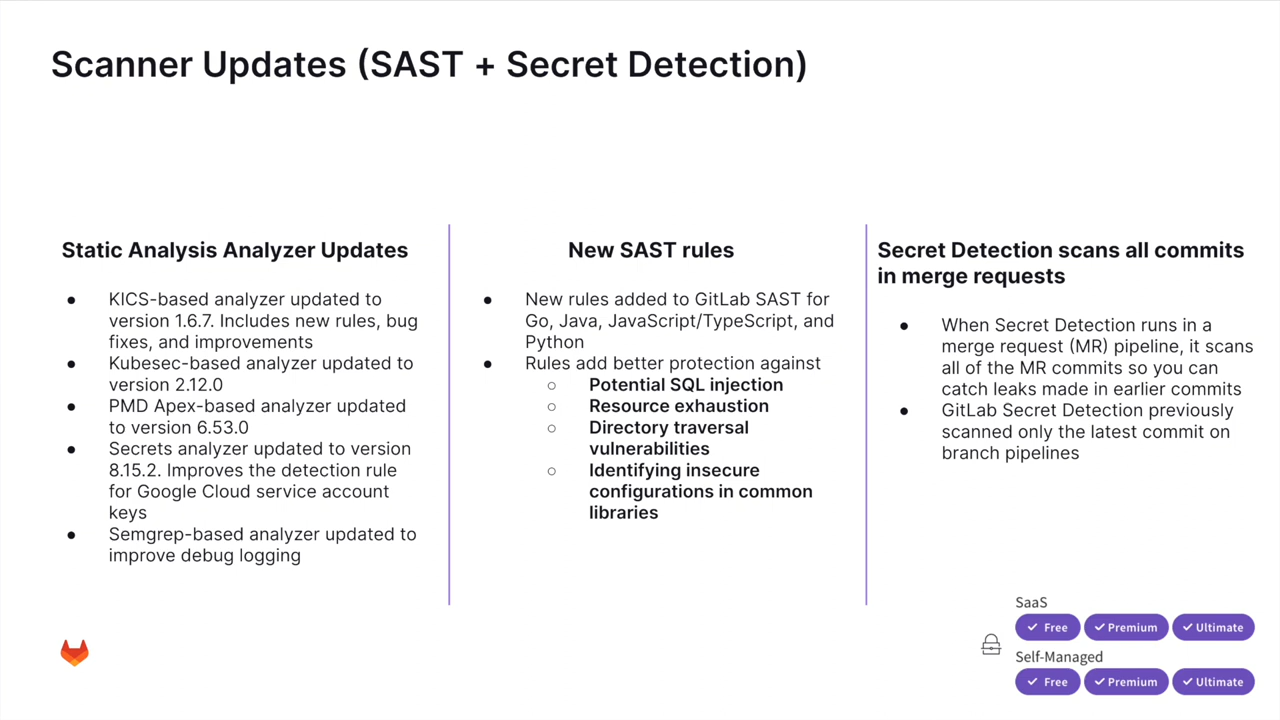 Scanner Updates (SAST + Secret Detection)
Static Analysis Analyzer Updates
● KICS-based analyzer updated to
version 1.6.7. Includes new rules, bug
fixes, and improvements
● Kubesec-based analyzer updated to
version 2.12.0
● PMD Apex-based analyzer updated
to version 6.53.0
● Secrets analyzer updated to version
8.15.2. Improves the detection rule
for Google Cloud service account
keys
● Semgrep-based analyzer updated to
improve debug logging
New SAST rules
● New rules added to GitLab SAST for
Go, Java, JavaScript/TypeScript, and
Python
● Rules add better protection against
○ Potential SQL injection
○ Resource exhaustion
○ Directory traversal
vulnerabilities
○ Identifying insecure
configurations in common
libraries
Secret Detection scans all commits
in merge requests
● When Secret Detection runs in a
merge request (MR) pipeline, it scans
all of the MR commits so you can
catch leaks made in earlier commits
● GitLab Secret Detection previously
scanned only the latest commit on
branch pipelines
SaaS
✓ Free ✓ Premium ✓ Ultimate
Self-Managed
✓ Free ✓ Premium ✓ Ultimate